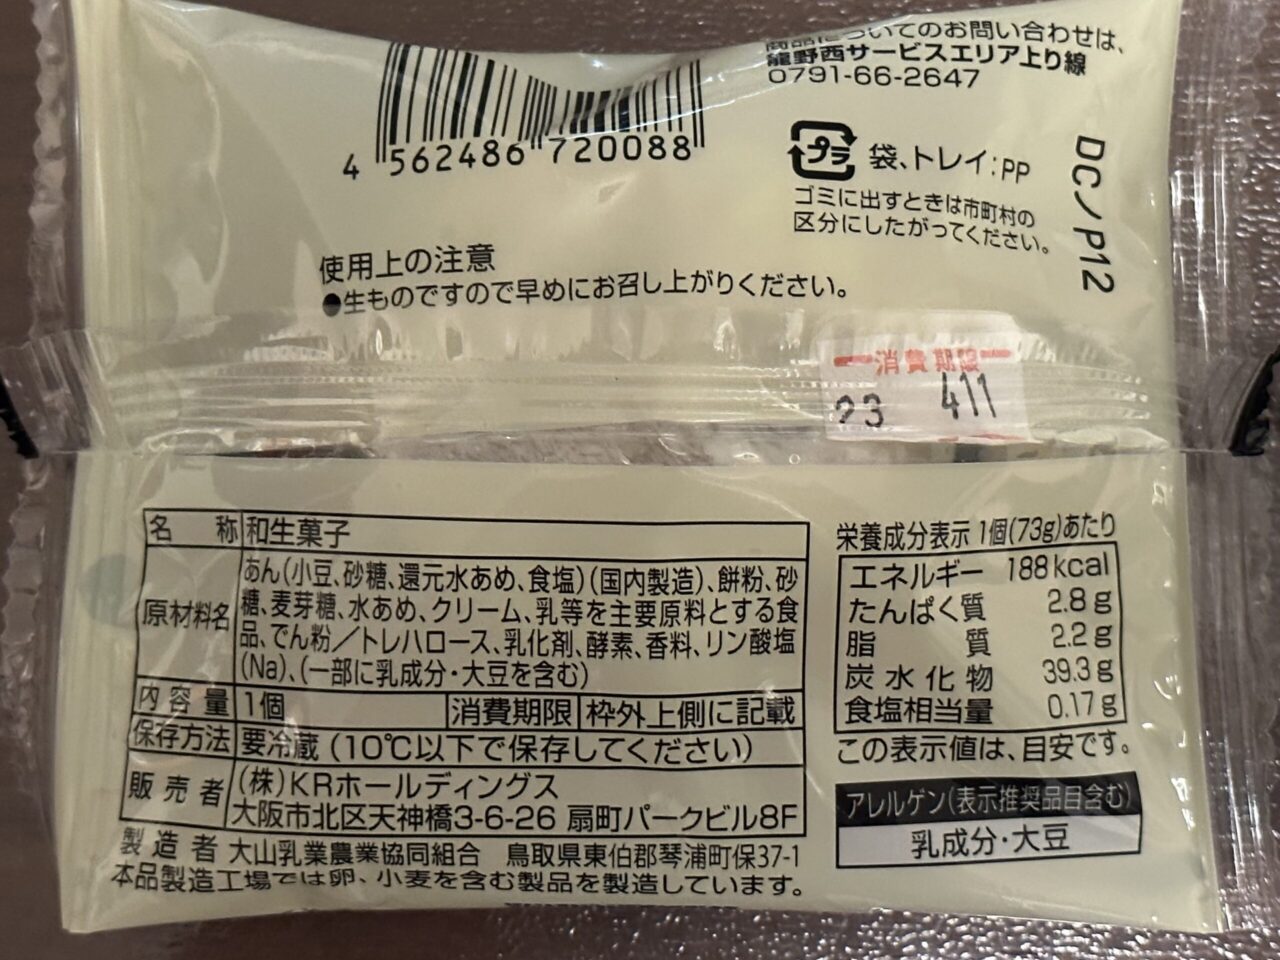 商品についてのお問い合わせは、
龍野西サービスエリア上り線
0791-66-2647
4 562486 720088
プラ
袋、トレイ:PP
ゴミに出すときは市町村の
区分にしたがってください。
DCノP12
使用上の注意
●生ものですので早めにお召し上がりください。
消費期限
23 411
名称 和生菓子
原材料名 あん(小豆、砂糖、還元水あめ、食塩)(国内製造)、餅粉、砂
糖、麦芽糖、水あめ、クリーム、乳等を主要原料とする食
品、でん粉/トレハロース、乳化剤、酵素、香料、リン酸塩
(Na)、(一部に乳成分・大豆を含む)
内容量 1個 消費期限 枠外上側に記載
保存方法 要冷蔵(10℃以下で保存してください)
販売者 (株)KRホールディングス
大阪市北区天神橋3-6-26 扇町パークビル8F
製造者 大山乳業農業協同組合 鳥取県東伯郡琴浦町保37-1
本品製造工場では卵、小麦を含む製品を製造しています。
栄養成分表示 1個(73g)あたり
エネルギー 188kcal
たんぱく質 2.8g
脂質 2.2g
炭水化物 39.3g
食塩相当量 0.17g
この表示値は、目安です。
アレルゲン(表示推奨品目含む)
乳成分・大豆